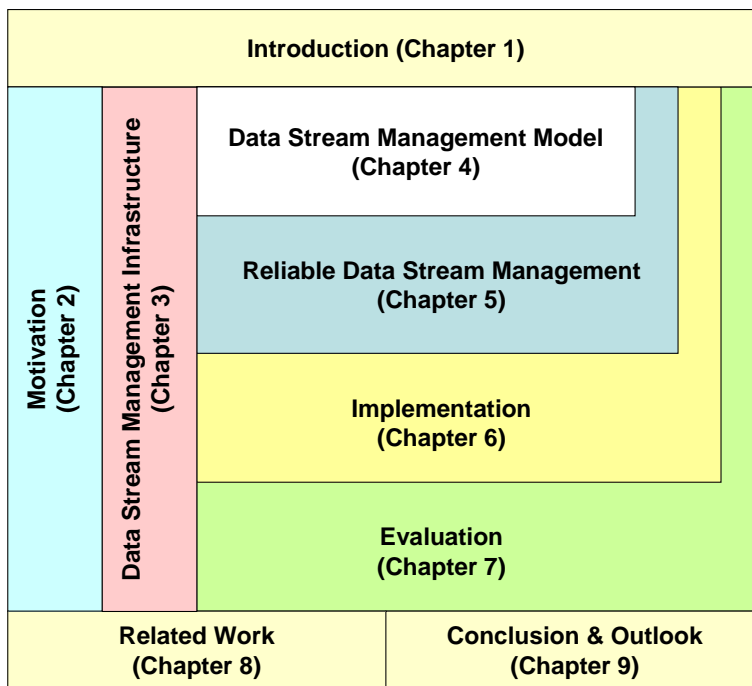 Introduction (Chapter 1)
Motivation
(Chapter 2)
Data Stream Management Infrastructure
(Chapter 3)
Data Stream Management Model
(Chapter 4)
Reliable Data Stream Management
(Chapter 5)
Implementation
(Chapter 6)
Evaluation
(Chapter 7)
Related Work
(Chapter 8)
Conclusion & Outlook
(Chapter 9)